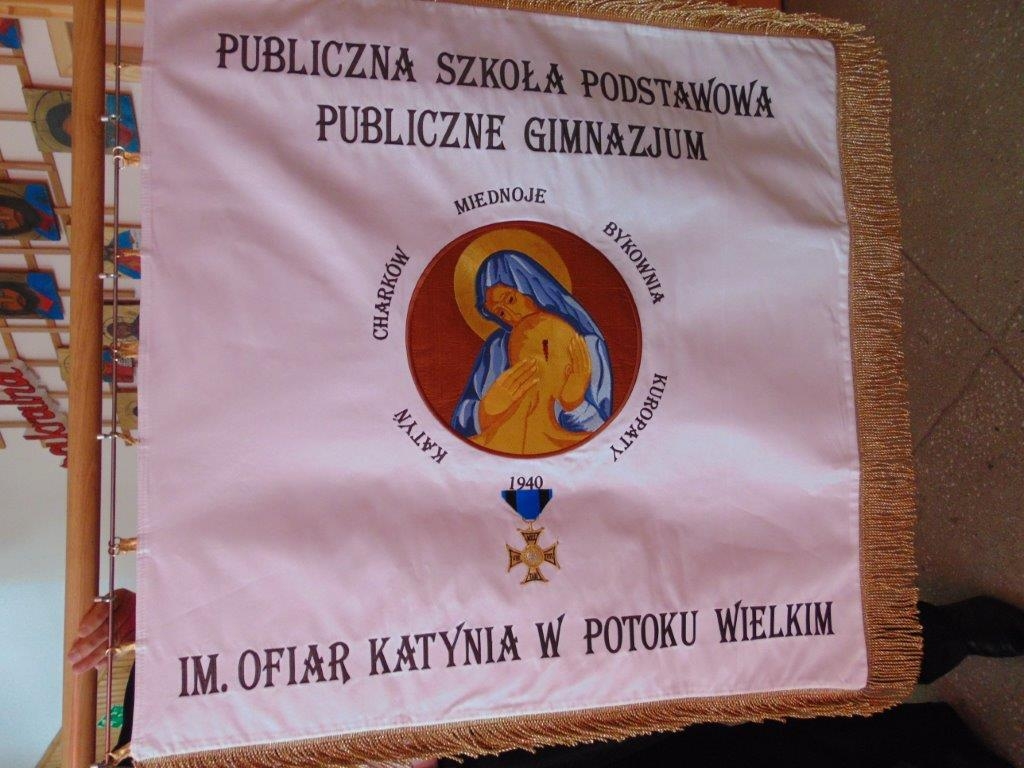 PUBLICZNA SZKOŁA PODSTAWOWA
PUBLICZNE GIMNAZJUM
MIEDNOJE
BYKOWNIA
CHARKÓW
KUROPATY
KATYŃ
1940
IM. OFIAR KATYNIA W POTOKU WIELKIM